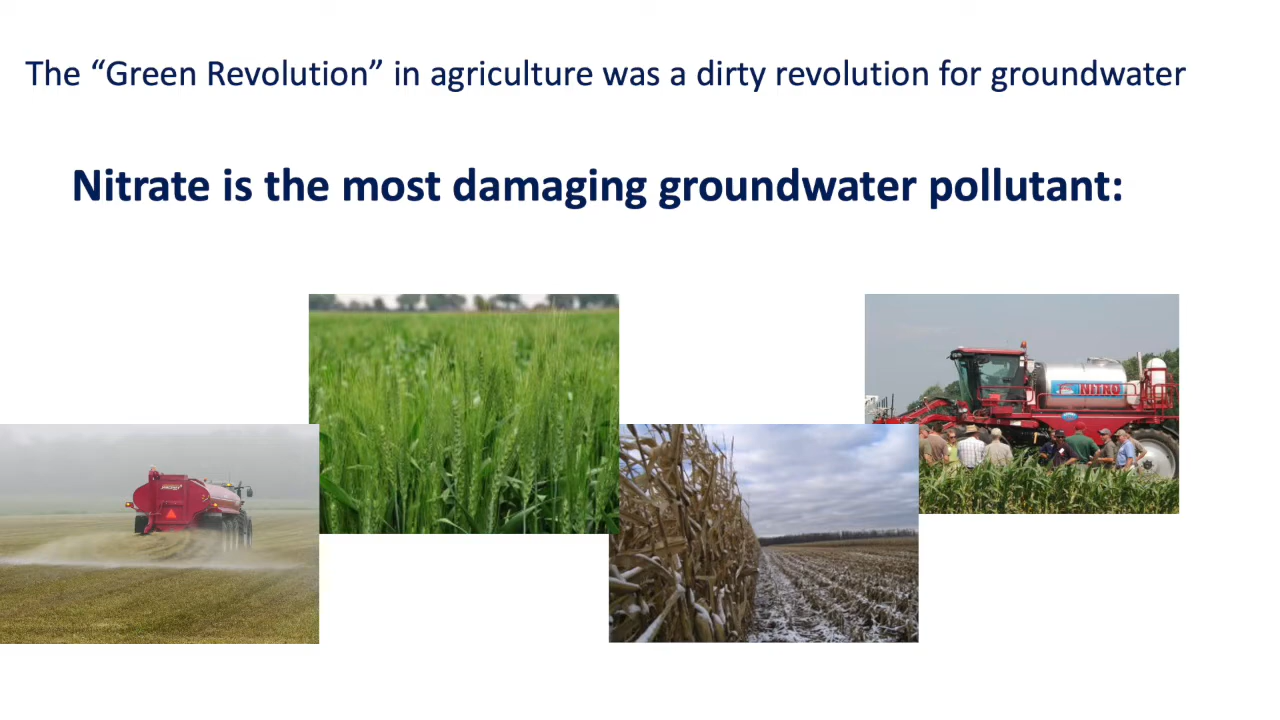 The “Green Revolution” in agriculture was a dirty revolution for groundwater
Nitrate is the most damaging groundwater pollutant:
NITRO